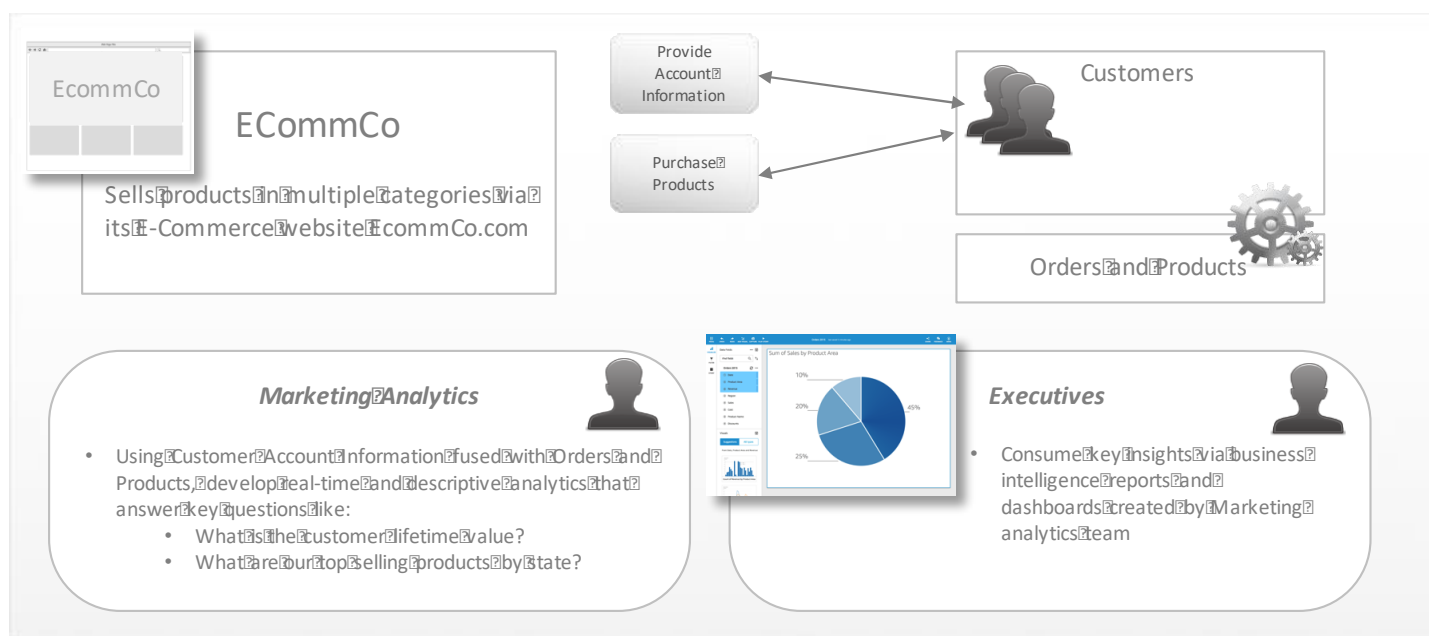 EcommCo
ECommCo
Sells products in multiple categories via
its E-Commerce website EcommCo.com
Provide
Account
Information
Purchase
Products
Customers
Orders and Products
Marketing Analytics
• Using Customer Account Information fused with Orders and
Products, develop real-time and descriptive analytics that
answer key questions like:
• What is the customer lifetime value?
• What are our top selling products by state?
Sum of Sales by Product Area
10%
20%
45%
25%
Executives
• Consume key insights via business
intelligence reports and
dashboards created by Marketing
analytics team